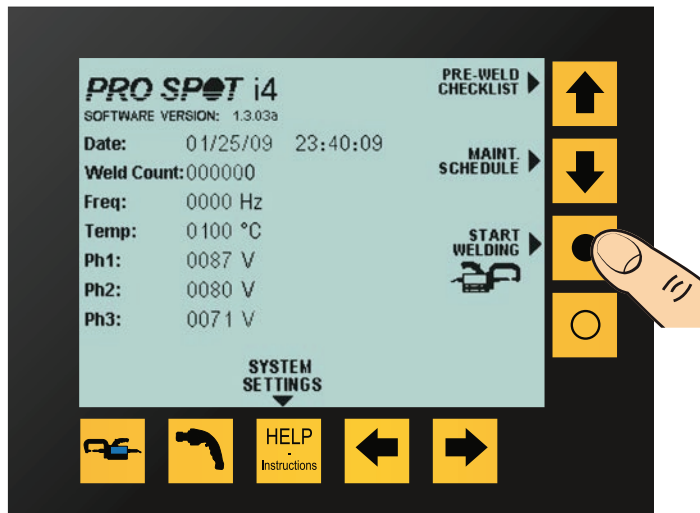 PRO SPOT i4
SOFTWARE VERSION: 1.3.03a
Date: 01/25/09 23:40:09
Weld Count:000000
Freq: 0000 Hz
Temp: 0100 °C
Ph1: 0087 V
Ph2: 0080 V
Ph3: 0071 V
PRE-WELD
CHECKLIST
MAINT.
SCHEDULE
START
WELDING
SYSTEM
SETTINGS
HELP
-
Instructions